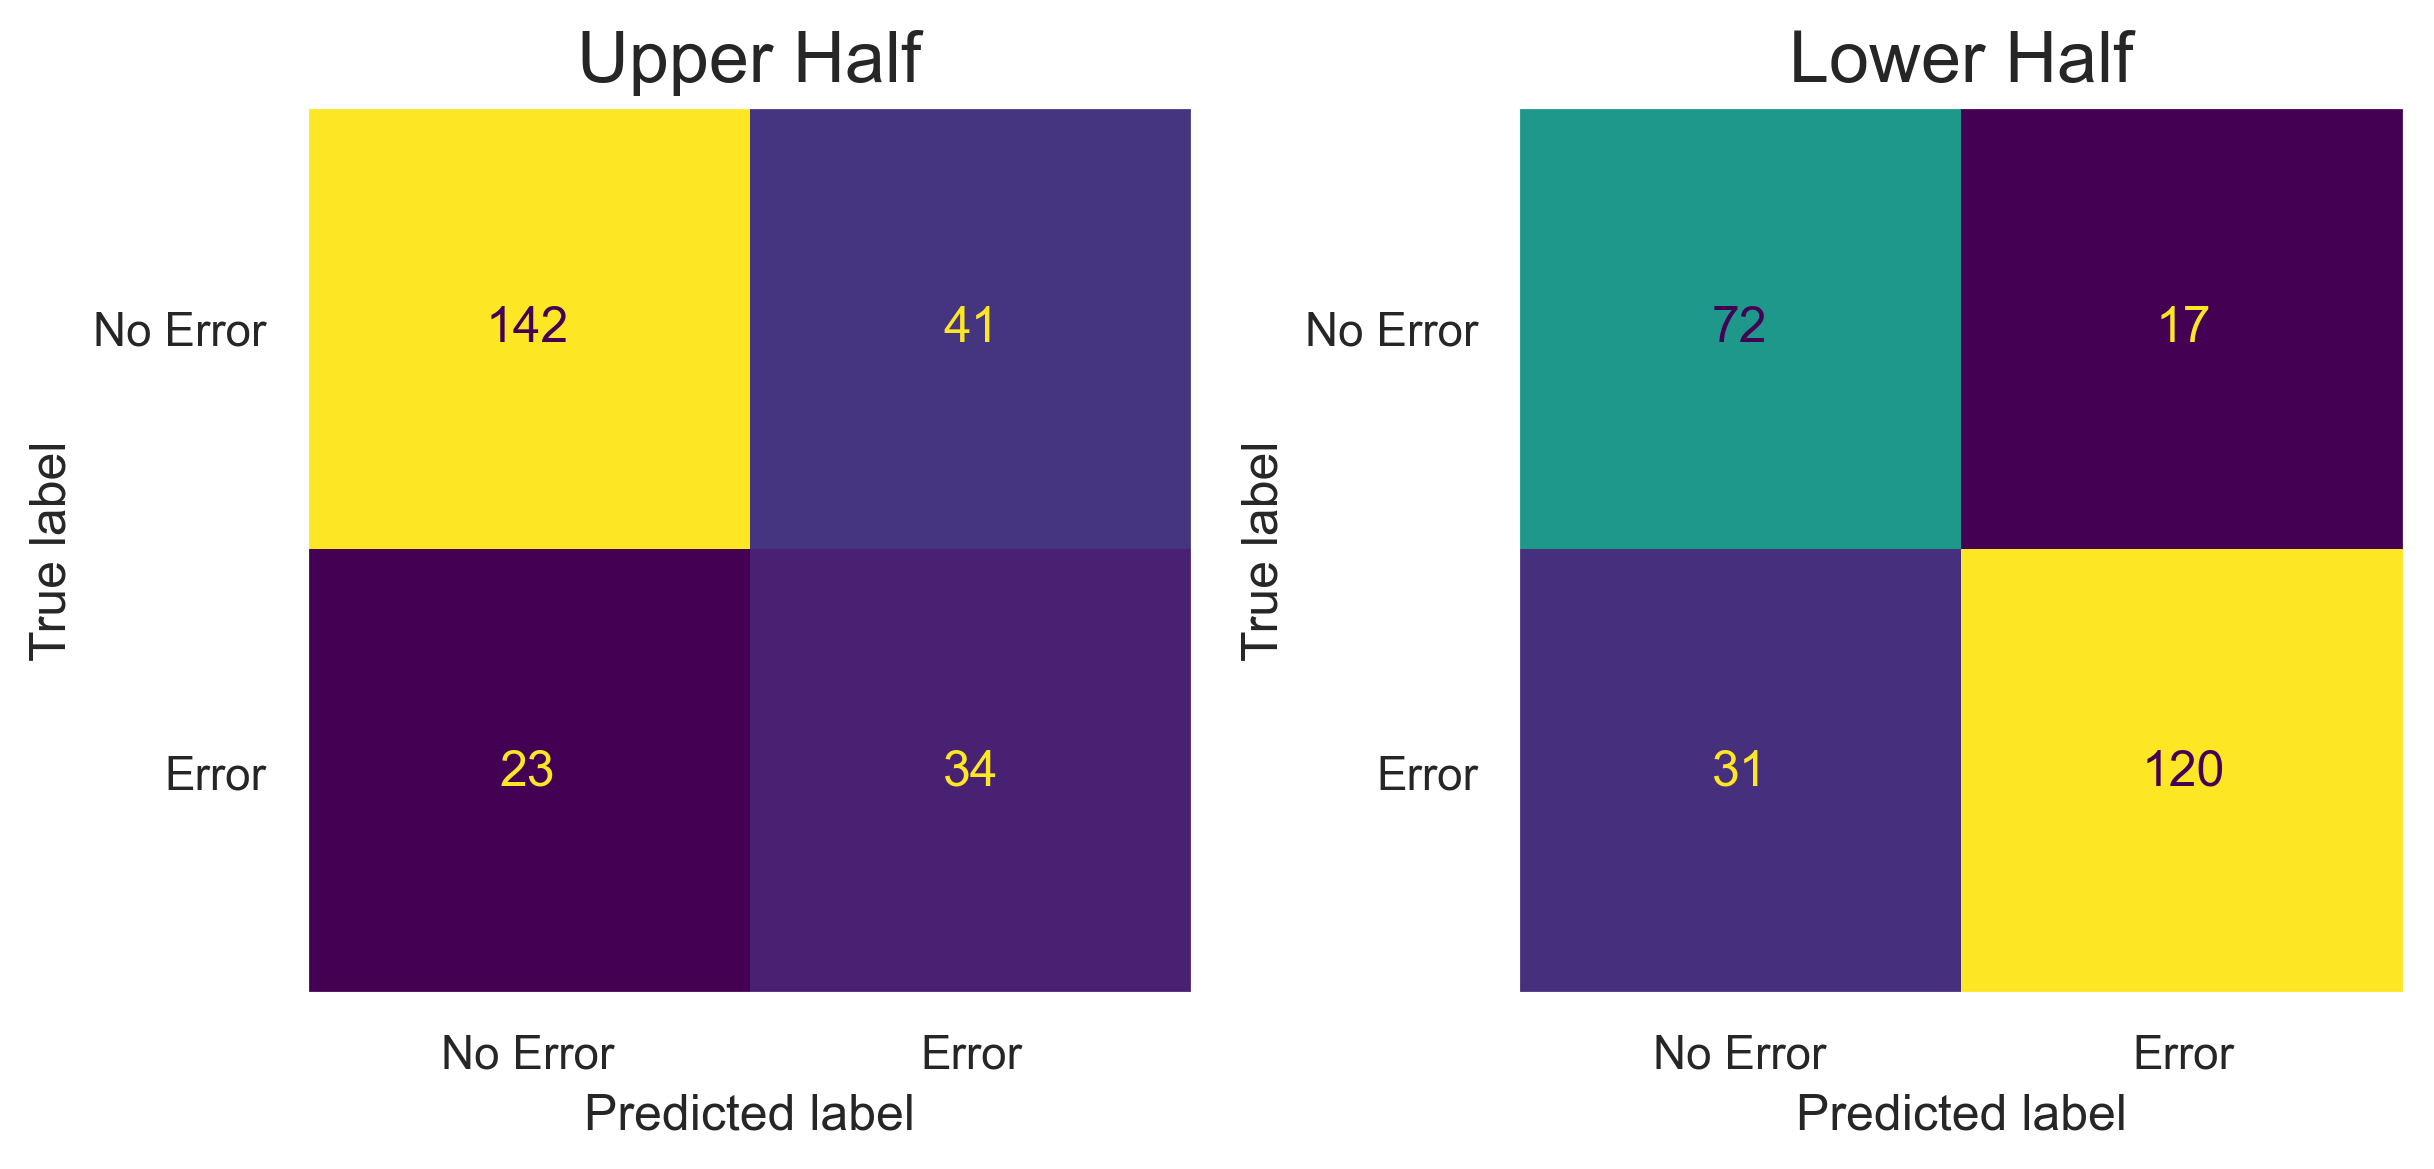 Upper Half
No Error
142
41
True label
Error
23
34
No Error
Error
Predicted label
Lower Half
No Error
72
17
True label
Error
31
120
No Error
Error
Predicted label